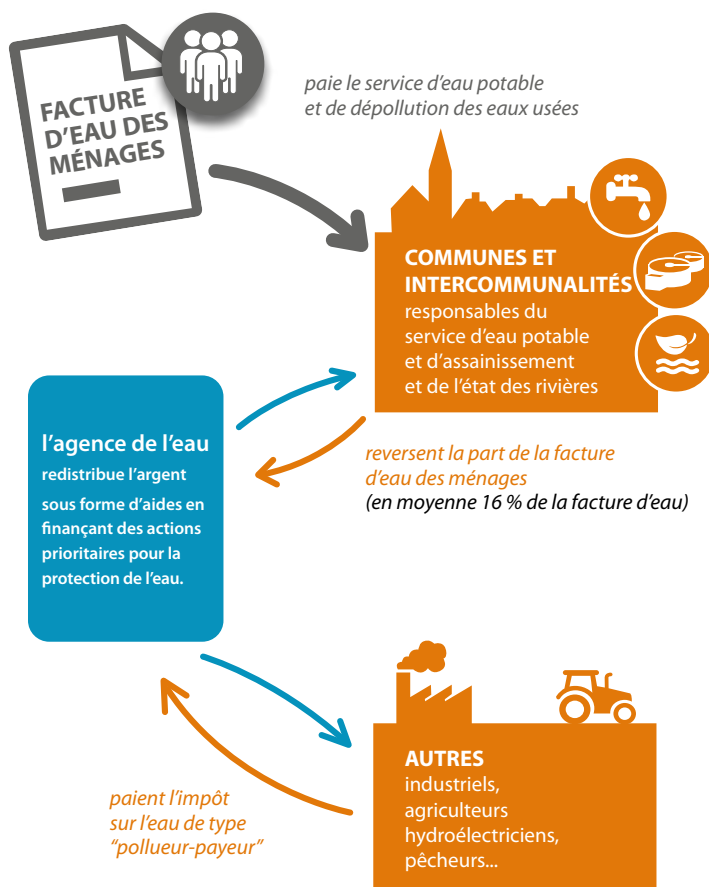 FACTURE
D'EAU DES
MÉNAGES
paie le service d'eau potable
et de dépollution des eaux usées
COMMUNES ET
INTERCOMMUNALITÉS
responsables du
service d'eau potable
et d'assainissement
et de l'état des rivières
l'agence de l'eau
redistribue l'argent
sous forme d'aides en
finançant des actions
prioritaires pour la
protection de l'eau.
reversent la part de la facture
d'eau des ménages
(en moyenne 16 % de la facture d'eau)
AUTRES
industriels,
agriculteurs
hydroélectriciens,
pêcheurs...
paient l'impôt
sur l'eau de type
“pollueur-payeur”